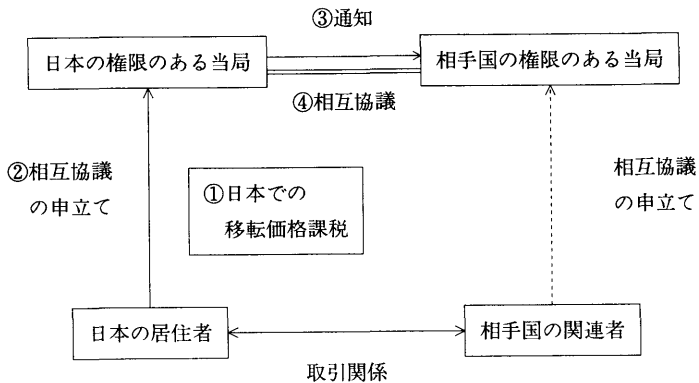 ③通知
日本の権限のある当局
相手国の権限のある当局
④相互協議
②相互協議
の申立て
①日本での
移転価格課税
相互協議
の申立て
日本の居住者
相手国の関連者
取引関係